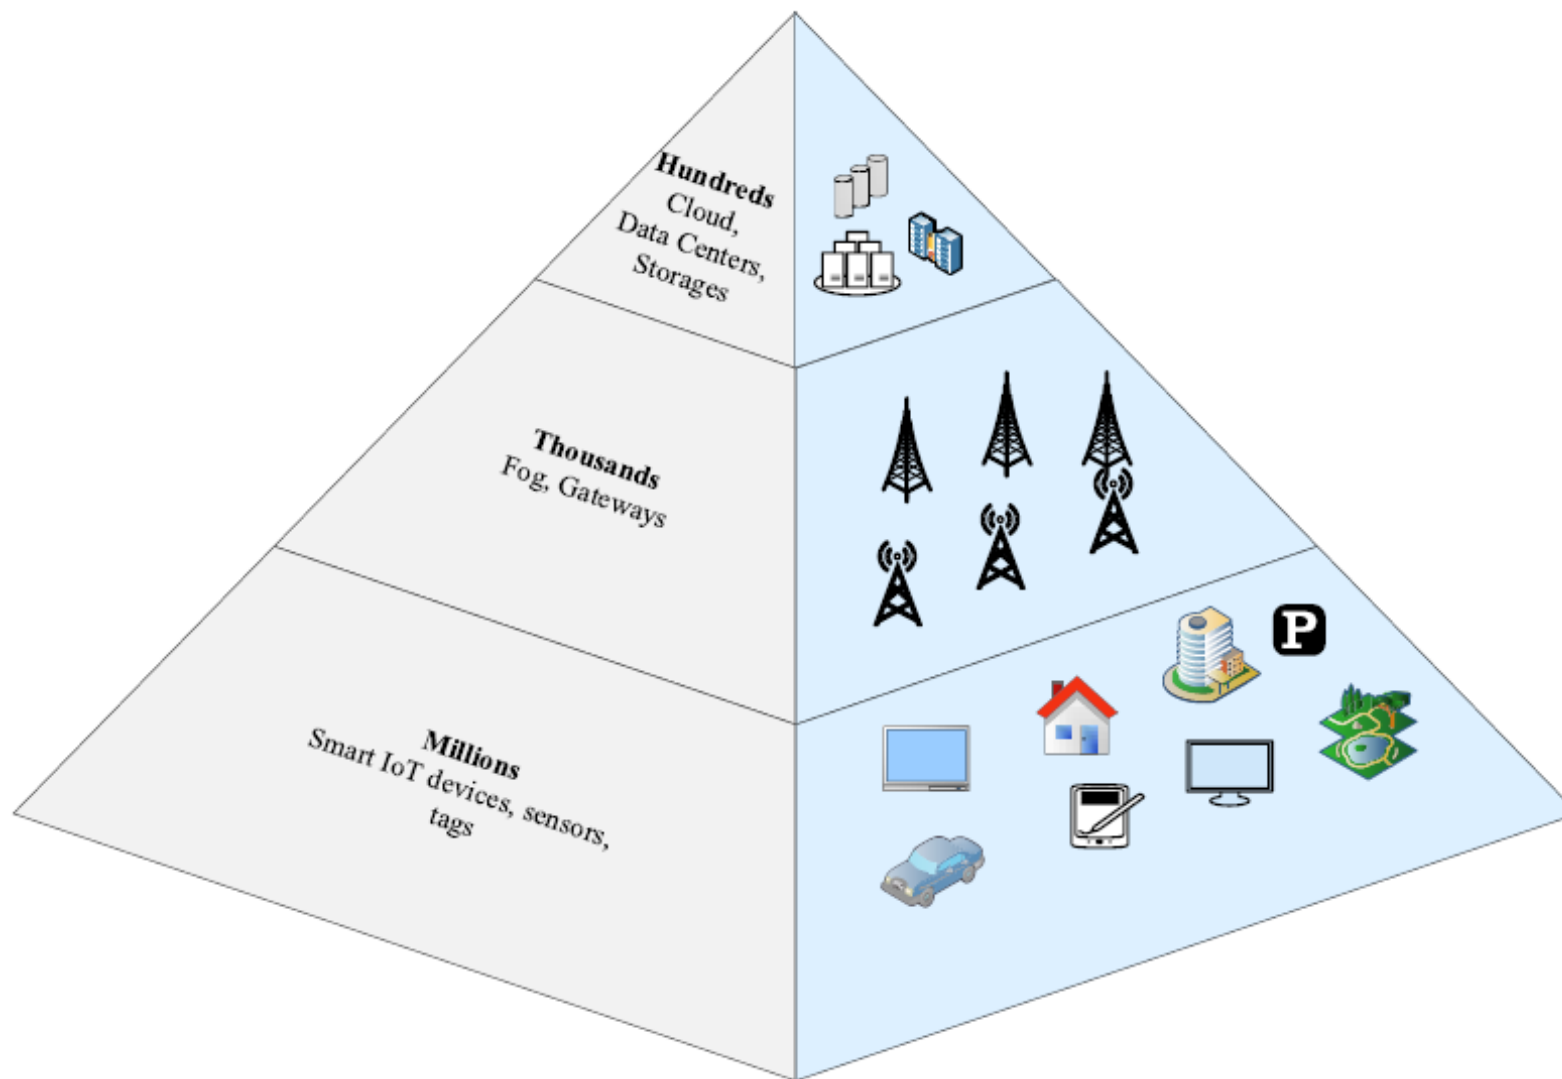 Hundreds
Cloud,
Data Centers,
Storages
Thousands
Fog, Gateways
P
Millions
Smart IoT devices, sensors,
tags